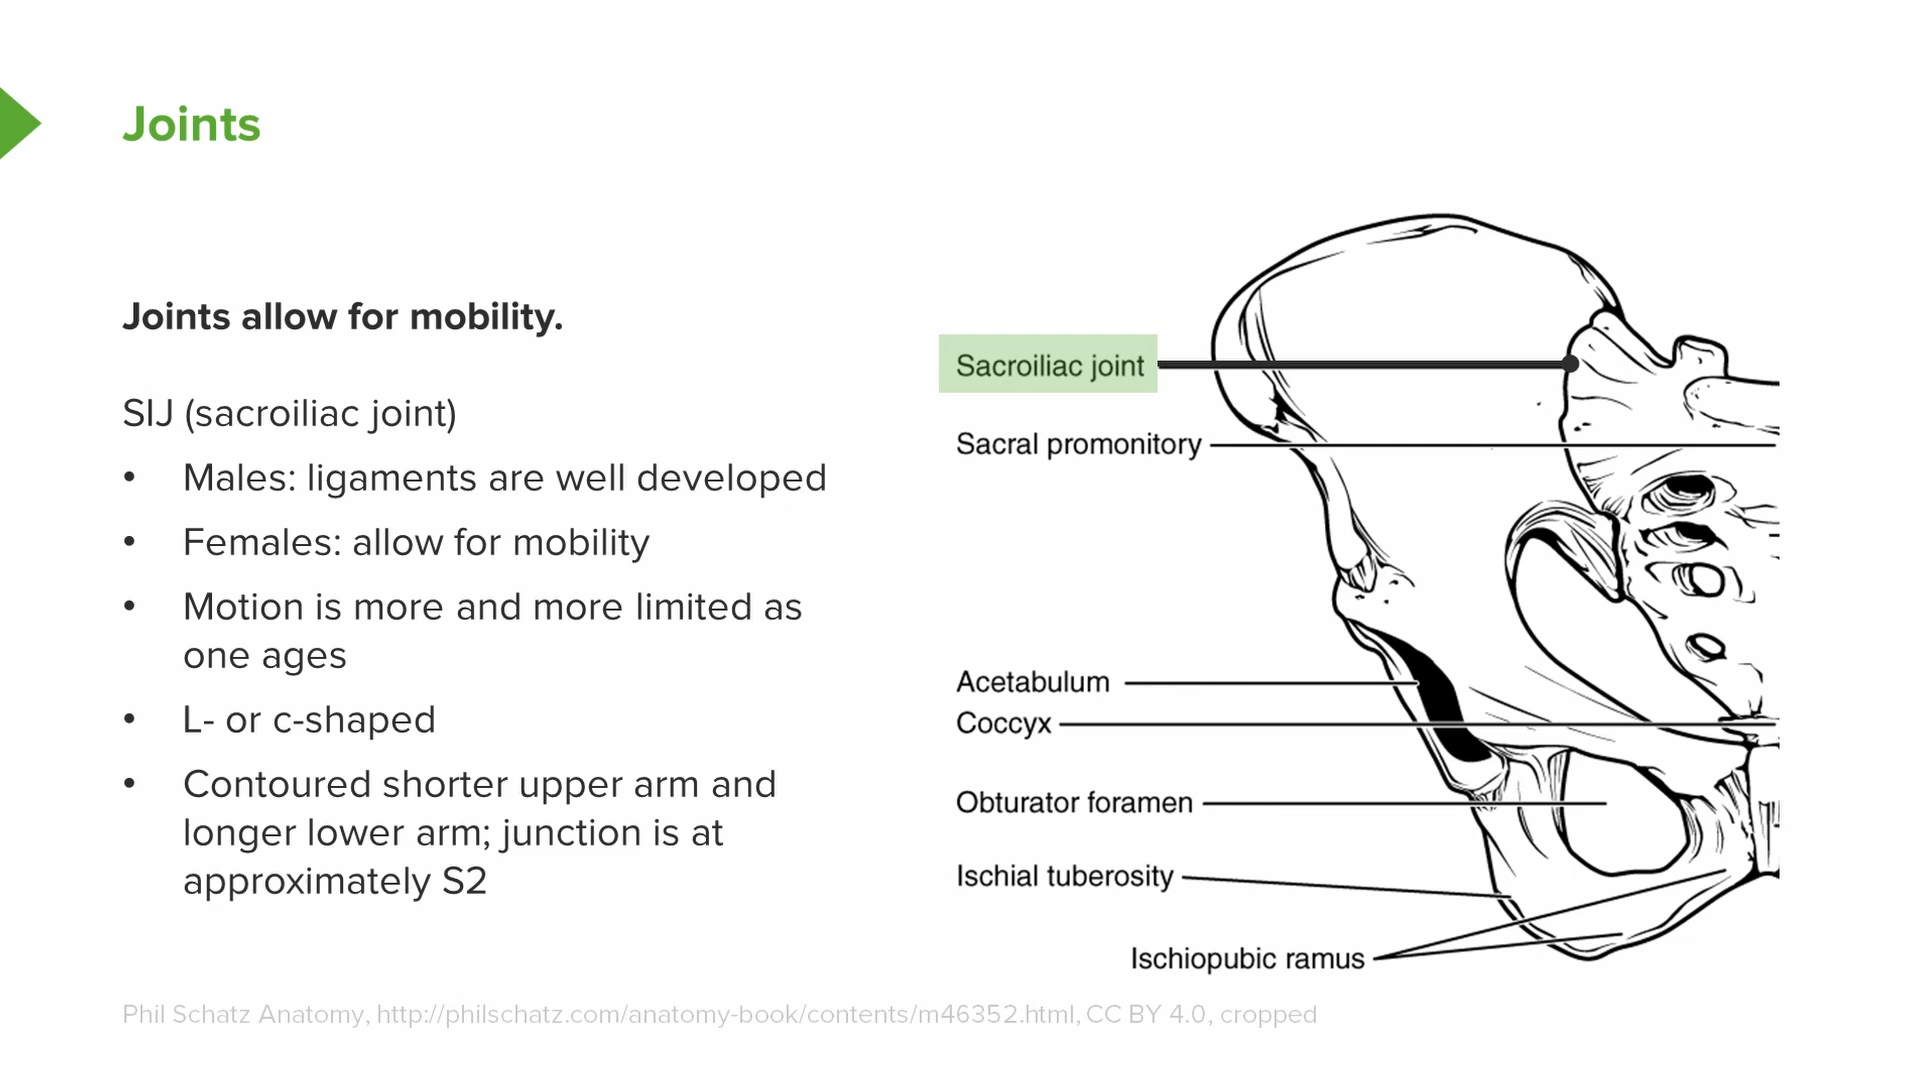 Joints
Joints allow for mobility.
SIJ (sacroiliac joint)
• Males: ligaments are well developed
• Females: allow for mobility
• Motion is more and more limited as
one ages
• L- or c-shaped
• Contoured shorter upper arm and
longer lower arm; junction is at
approximately S2
Sacroiliac joint
Sacral promonitory
Acetabulum
Coccyx
Obturator foramen
Ischial tuberosity
Ischiopubic ramus
Phil Schatz Anatomy, http://philschatz.com/anatomy-book/contents/m46352.html, CC BY 4.0, cropped